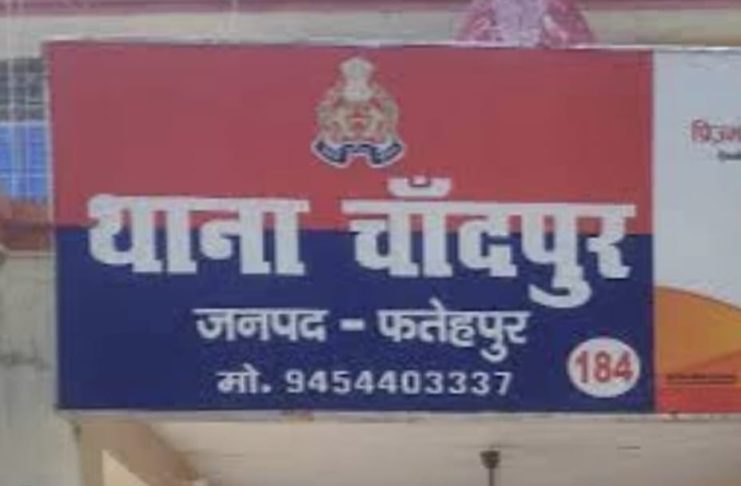 थाना चाँदपुर
जनपद - फतेहपुर
मो. 9454403337
184